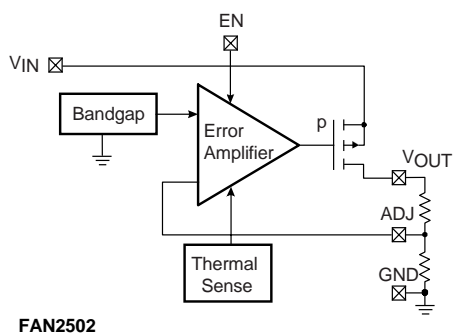 EN
VIN
Bandgap
p
Error
Amplifier
VOUT
ADJ
Thermal
Sense
GND
FAN2502